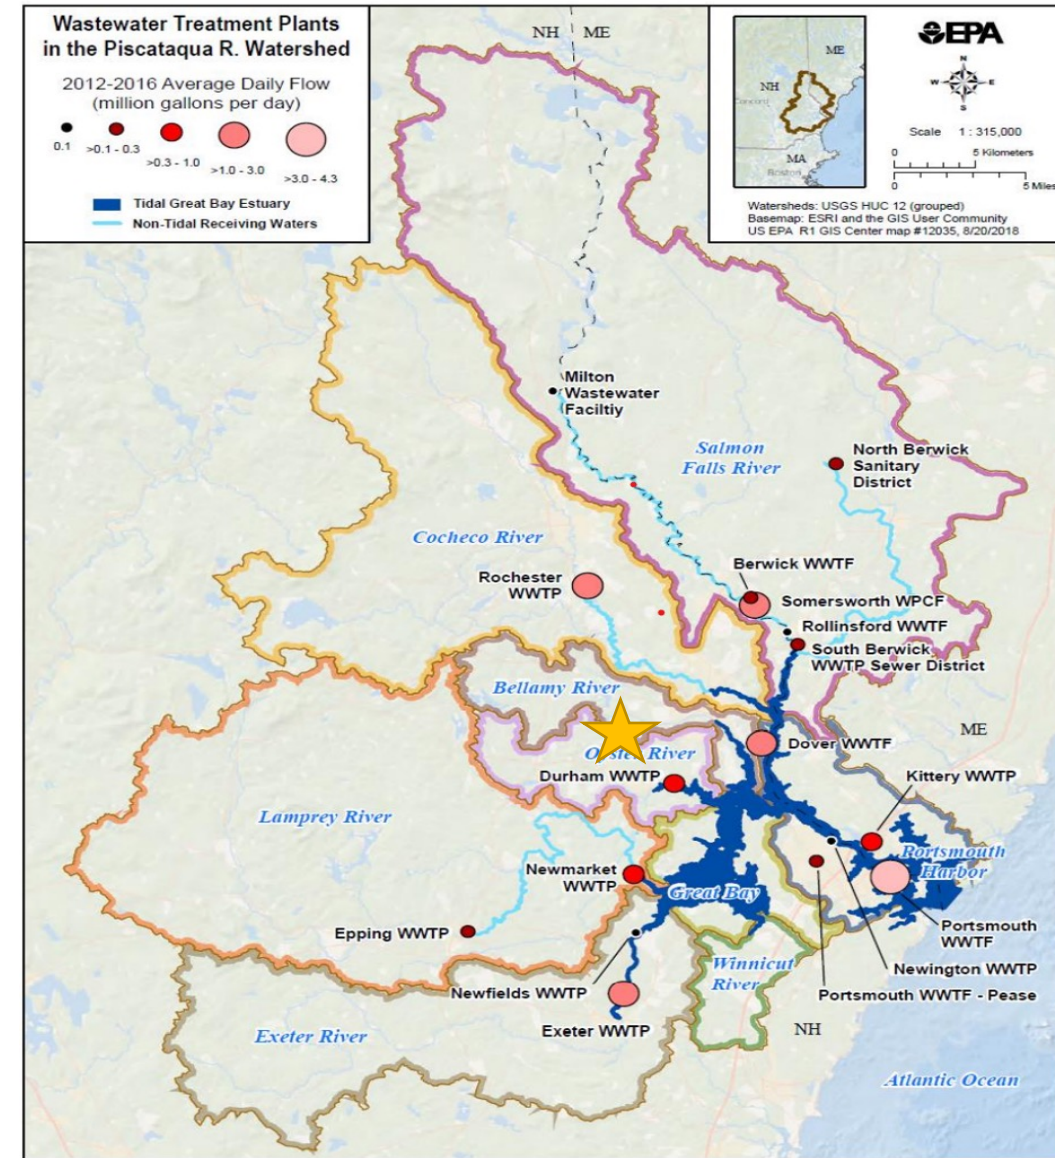 Wastewater Treatment Plants
in the Piscataqua R. Watershed
2012-2016 Average Daily Flow
(million gallons per day)
0.1
>0.1 - 0.3
>0.3 - 1.0
>1.0 - 3.0
>3.0 - 4.3
Tidal Great Bay Estuary
Non-Tidal Receiving Waters
NH
ME
ME
NH
Concord
MA
Boston
EPA
N
W
E
S
Scale 1 : 315,000
0
5 Kilometers
0
5 Miles
Watersheds: USGS HUC 12 (grouped)
Basemap: ESRI and the GIS User Community
US EPA R1 GIS Center map #12035, 8/20/2018
Milton
Wastewater
Faciltiy
Salmon
Falls River
North Berwick
Sanitary
District
Cocheco River
Rochester
WWTP
Berwick WWTF
Somersworth WPCF
Rollinsford WWTF
South Berwick
WWTP Sewer District
Bellamy River
ME
Oyster River
Dover WWTF
Durham WWTP
Kittery WWTP
Lamprey River
Portsmouth
Harbor
Newmarket
WWTP
Great Bay
Epping WWTP
Portsmouth
WWTF
Winnicut
River
Newington WWTP
Newfields WWTP
Portsmouth WWTF - Pease
Exeter WWTP
NH
Exeter River
Atlantic Ocean